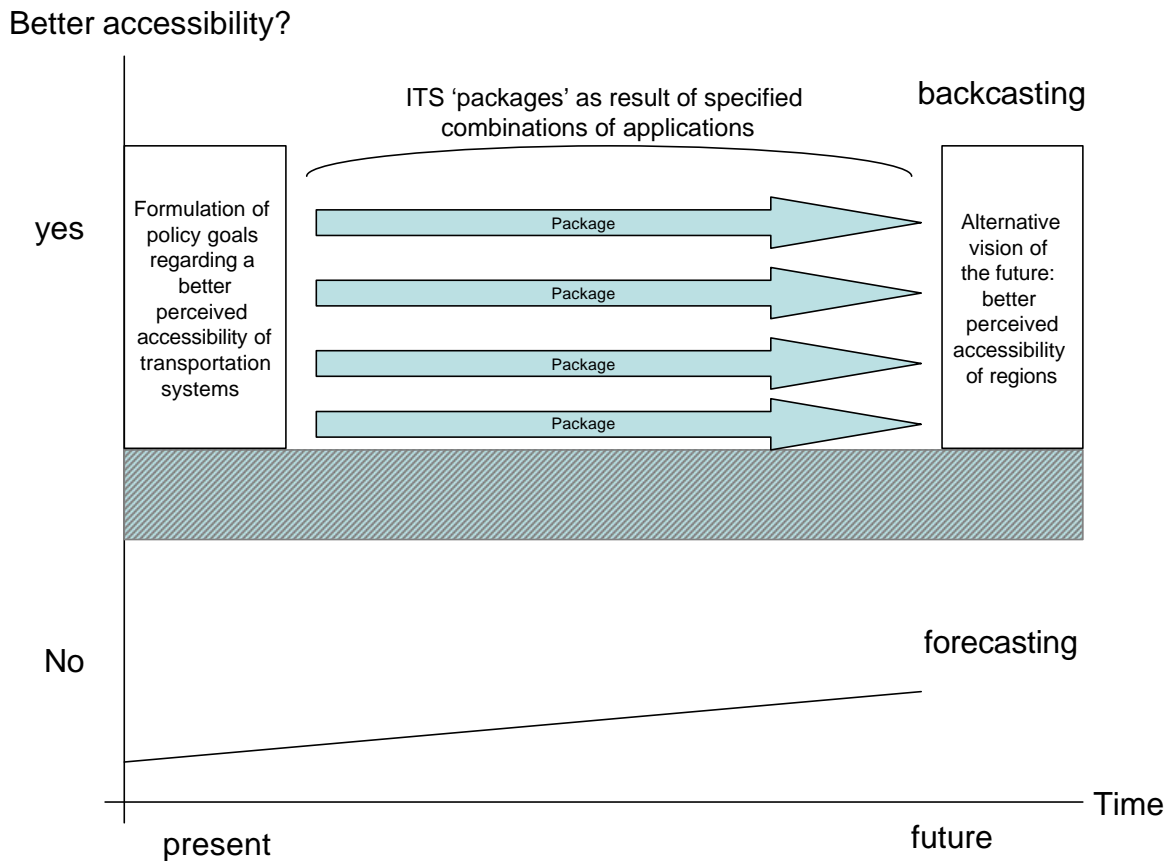 Better accessibility?
ITS ‘packages’ as result of specified
combinations of applications
backcasting
yes
Formulation of
policy goals
regarding a
better
perceived
accessibility of
transportation
systems
Package
Package
Package
Package
Alternative
vision of
the future:
better
perceived
accessibility
of regions
No
forecasting
Time
present
future